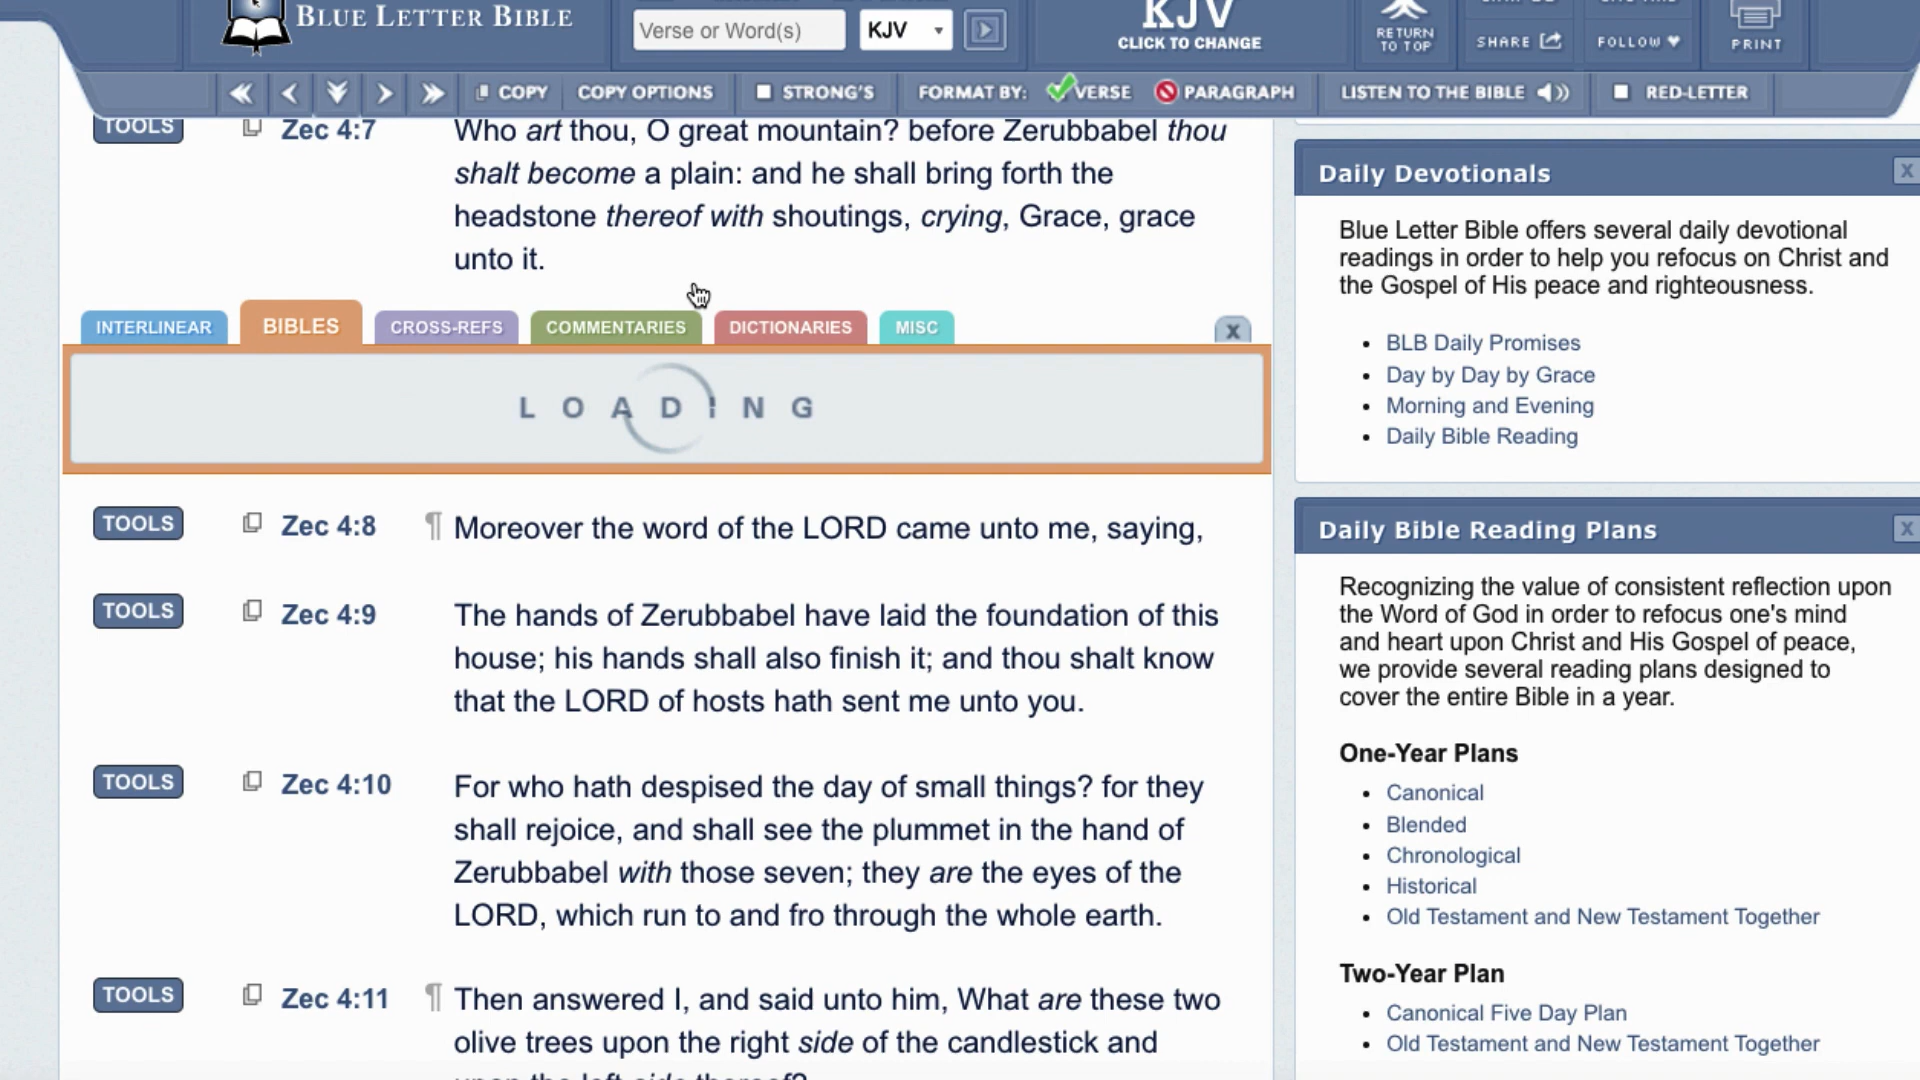 BLUE LETTER BIBLE
Verse or Word(s)
KJV
KJV
CLICK TO CHANGE
RETURN
TO TOP
SHARE
FOLLOW
PRINT
COPY
COPY OPTIONS
STRONG'S
FORMAT BY:
VERSE
PARAGRAPH
LISTEN TO THE BIBLE
RED-LETTER
TOOLS
Zec 4:7
Who art thou, O great mountain? before Zerubbabel thou
shalt become a plain: and he shall bring forth the
headstone thereof with shoutings, crying, Grace, grace
unto it.
INTERLINEAR
BIBLES
CROSS-REFS
COMMENTARIES
DICTIONARIES
MISC
X
LOADING
TOOLS
Zec 4:8
¶ Moreover the word of the LORD came unto me, saying,
TOOLS
Zec 4:9
The hands of Zerubbabel have laid the foundation of this
house; his hands shall also finish it; and thou shalt know
that the LORD of hosts hath sent me unto you.
TOOLS
Zec 4:10
For who hath despised the day of small things? for they
shall rejoice, and shall see the plummet in the hand of
Zerubbabel with those seven; they are the eyes of the
LORD, which run to and fro through the whole earth.
TOOLS
Zec 4:11
¶ Then answered I, and said unto him, What are these two
olive trees upon the right side of the candlestick and
upon the left side thereof?
Daily Devotionals
X
Blue Letter Bible offers several daily devotional
readings in order to help you refocus on Christ and
the Gospel of His peace and righteousness.
• BLB Daily Promises
• Day by Day by Grace
• Morning and Evening
• Daily Bible Reading
Daily Bible Reading Plans
X
Recognizing the value of consistent reflection upon
the Word of God in order to refocus one's mind
and heart upon Christ and His Gospel of peace,
we provide several reading plans designed to
cover the entire Bible in a year.
One-Year Plans
• Canonical
• Blended
• Chronological
• Historical
• Old Testament and New Testament Together
Two-Year Plan
• Canonical Five Day Plan
• Old Testament and New Testament Together